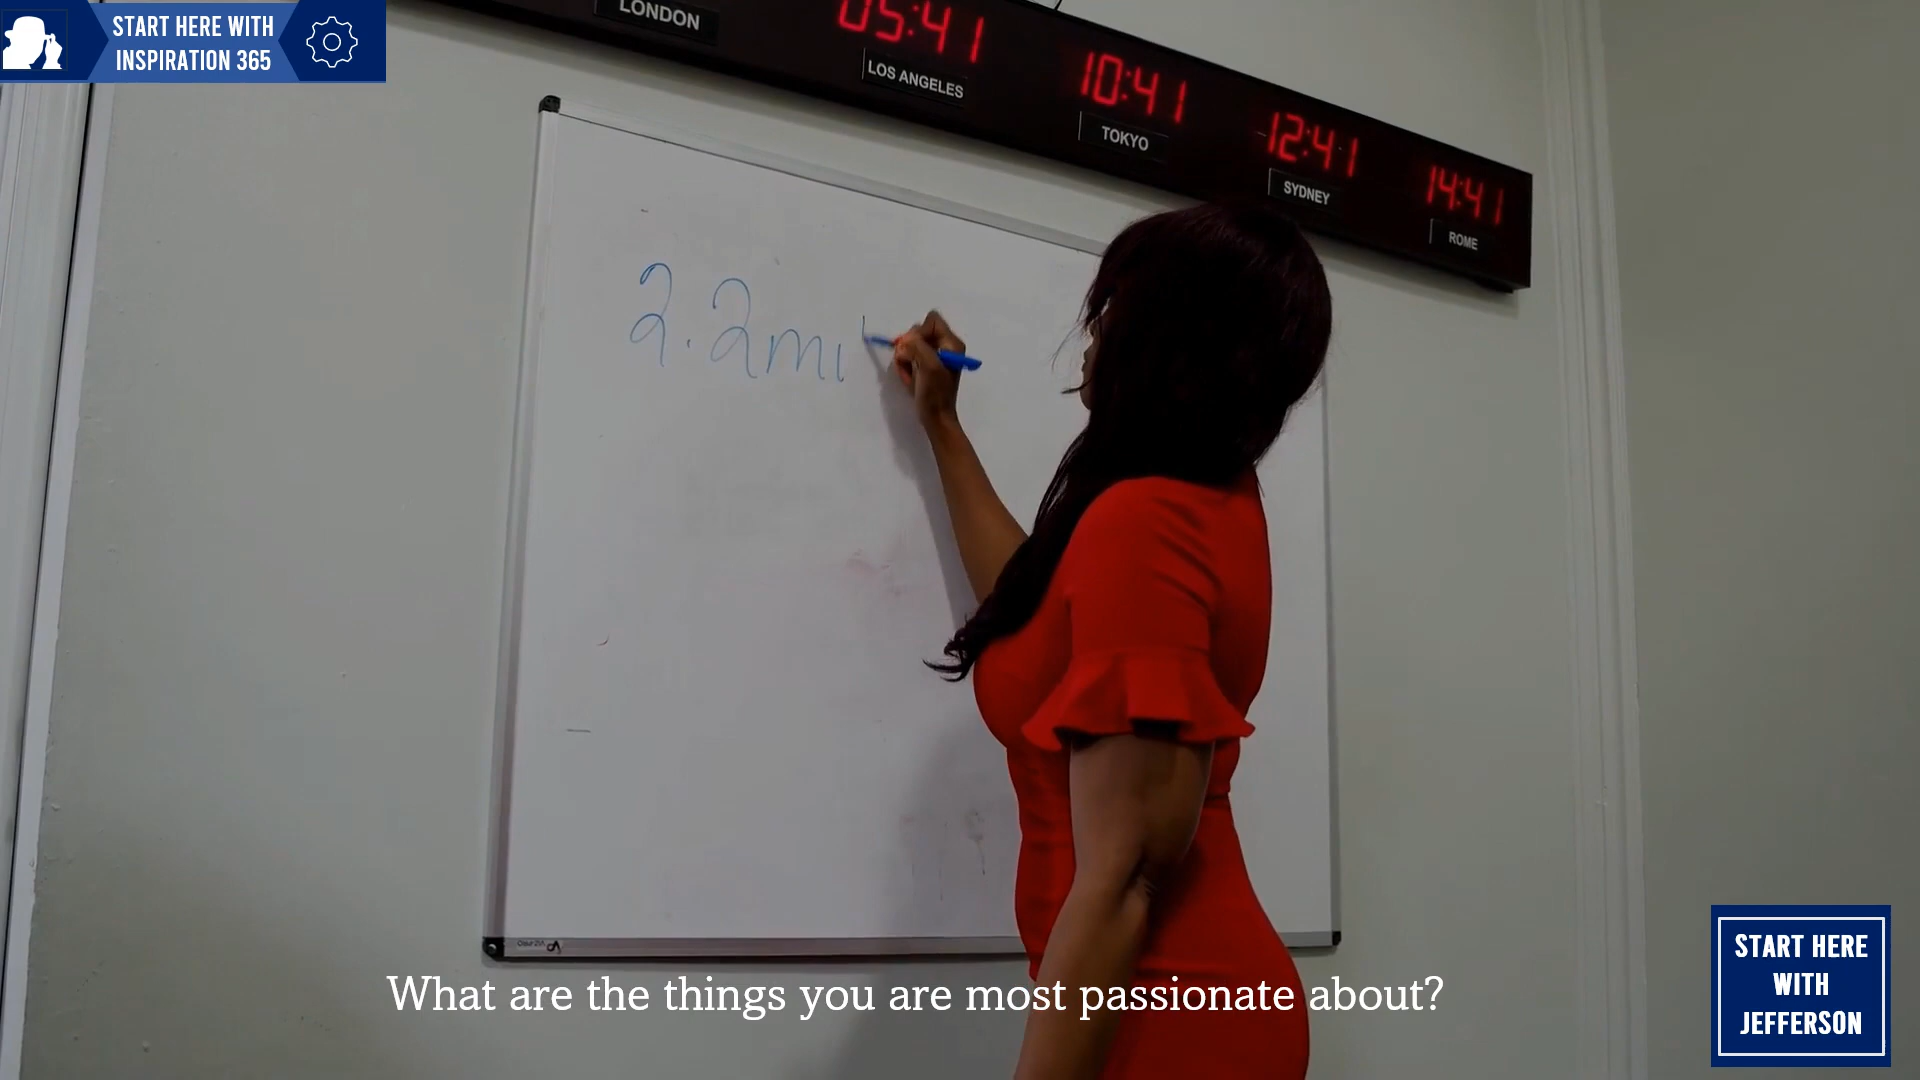 START HERE WITH
INSPIRATION 365
LONDON
05:41
LOS ANGELES
10:41
TOKYO
12:41
SYDNEY
14:41
ROME
2.2mi
What are the things you are most passionate about?
START HERE
WITH
JEFFERSON